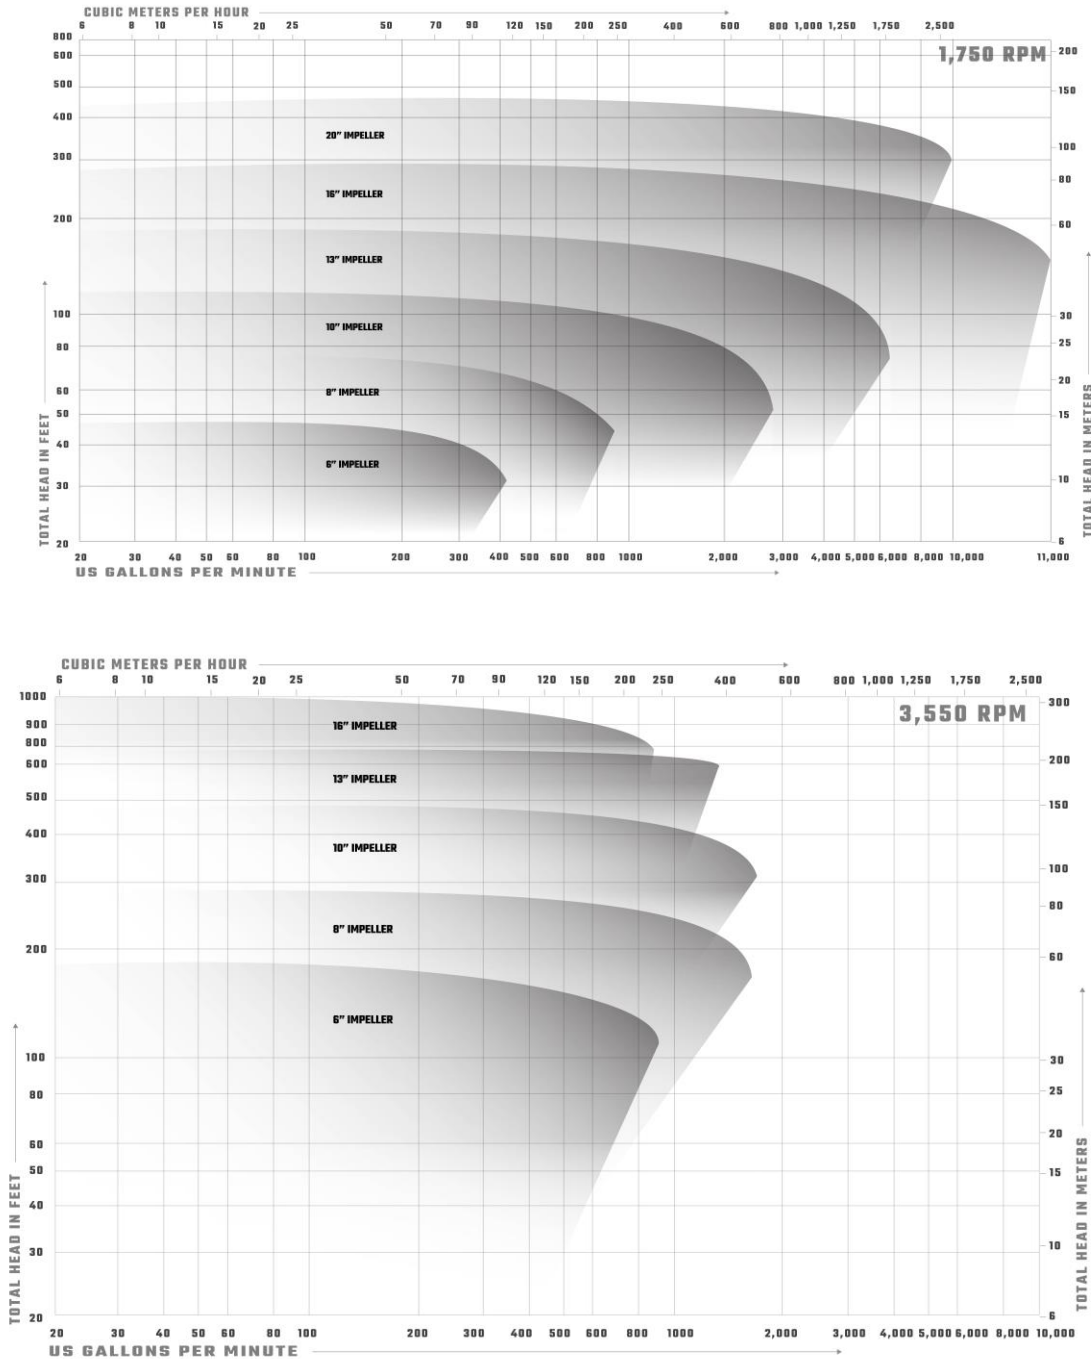 CUBIC METERS PER HOUR
6 8 10 15 20 25 50 70 90 120 150 200 250 400 600 800 1,000 1,250 1,750 2,500
1,750 RPM
800
600
500
400
300
200
100
80
60
50
40
30
20
TOTAL HEAD IN FEET
20" IMPELLER
16" IMPELLER
13" IMPELLER
10" IMPELLER
8" IMPELLER
6" IMPELLER
200
150
100
80
60
30
25
20
15
10
6
TOTAL HEAD IN METERS
20 30 40 50 60 80 100 200 300 400 500 600 800 1000 2,000 3,000 4,000 5,000 6,000 8,000 10,000 11,000
US GALLONS PER MINUTE
CUBIC METERS PER HOUR
6 8 10 15 20 25 50 70 90 120 150 200 250 400 600 800 1,000 1,250 1,750 2,500
3,550 RPM
1000
900
800
600
500
400
300
200
100
80
60
50
40
30
20
TOTAL HEAD IN FEET
16" IMPELLER
13" IMPELLER
10" IMPELLER
8" IMPELLER
6" IMPELLER
300
200
150
100
80
60
30
25
20
15
10
6
TOTAL HEAD IN METERS
20 30 40 50 60 80 100 200 300 400 500 600 800 1000 2,000 3,000 4,000 5,000 6,000 8,000 10,000
US GALLONS PER MINUTE